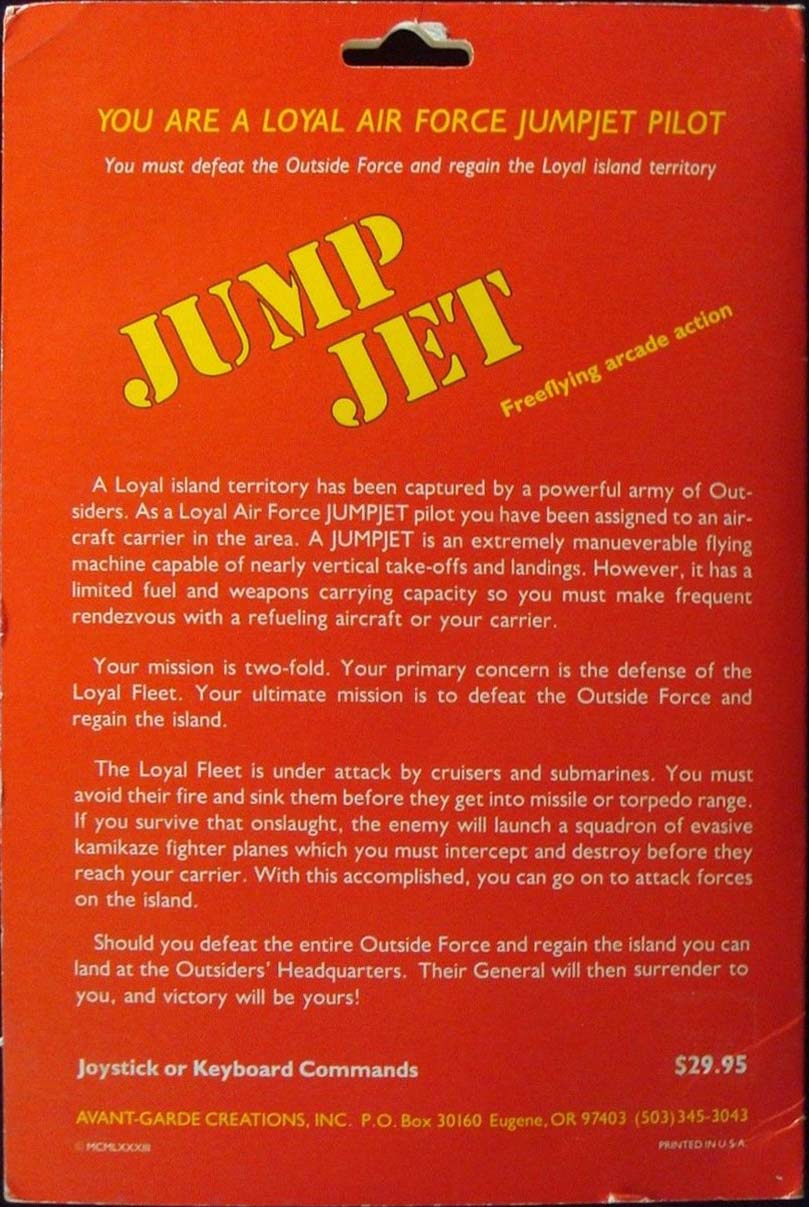 YOU ARE A LOYAL AIR FORCE JUMPJET PILOT
You must defeat the Outside Force and regain the Loyal island territory
JUMP
JET
Freeflying arcade action
A Loyal island territory has been captured by a powerful army of Out-
siders. As a Loyal Air Force JUMPJET pilot you have been assigned to an air-
craft carrier in the area. A JUMPJET is an extremely manueverable flying
machine capable of nearly vertical take-offs and landings. However, it has a
limited fuel and weapons carrying capacity so you must make frequent
rendezvous with a refueling aircraft or your carrier.
Your mission is two-fold. Your primary concern is the defense of the
Loyal Fleet. Your ultimate mission is to defeat the Outside Force and
regain the island.
The Loyal Fleet is under attack by cruisers and submarines. You must
avoid their fire and sink them before they get into missile or torpedo range.
If you survive that onslaught, the enemy will launch a squadron of evasive
kamikaze fighter planes which you must intercept and destroy before they
reach your carrier. With this accomplished, you can go on to attack forces
on the island.
Should you defeat the entire Outside Force and regain the island you can
land at the Outsiders' Headquarters. Their General will then surrender to
you, and victory will be yours!
Joystick or Keyboard Commands $29.95
AVANT-GARDE CREATIONS, INC. P.O. Box 30160 Eugene, OR 97403 (503) 345-3043
© MCMLXXXIII PRINTED IN U.S.A.